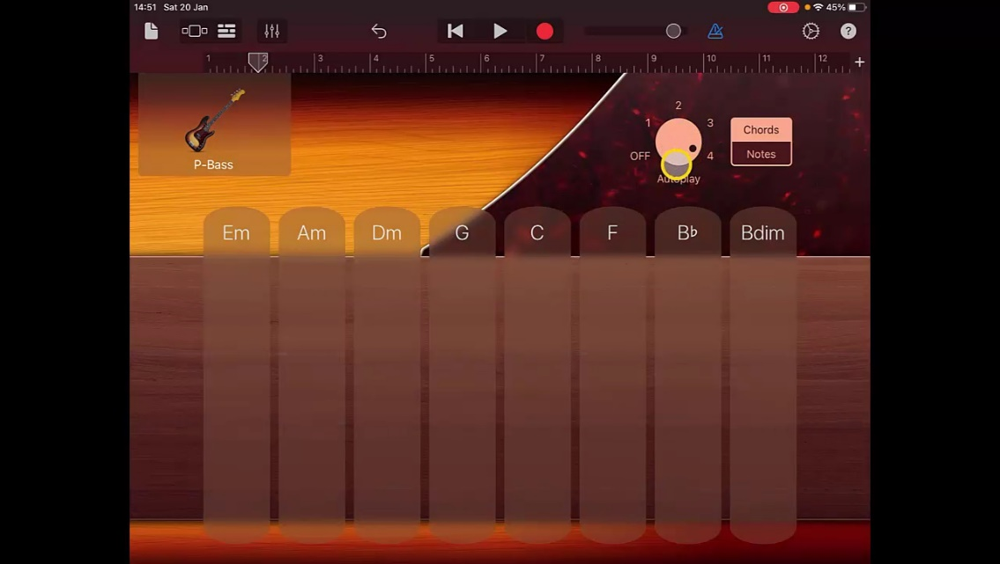 14:51 Sat 20 Jan
45%
?
1 2 3 4 5 6 7 8 9 10 11 12
2
1 3
Chords
OFF 4
Notes
P-Bass
Autoplay
Em Am Dm G C F B♭ Bdim